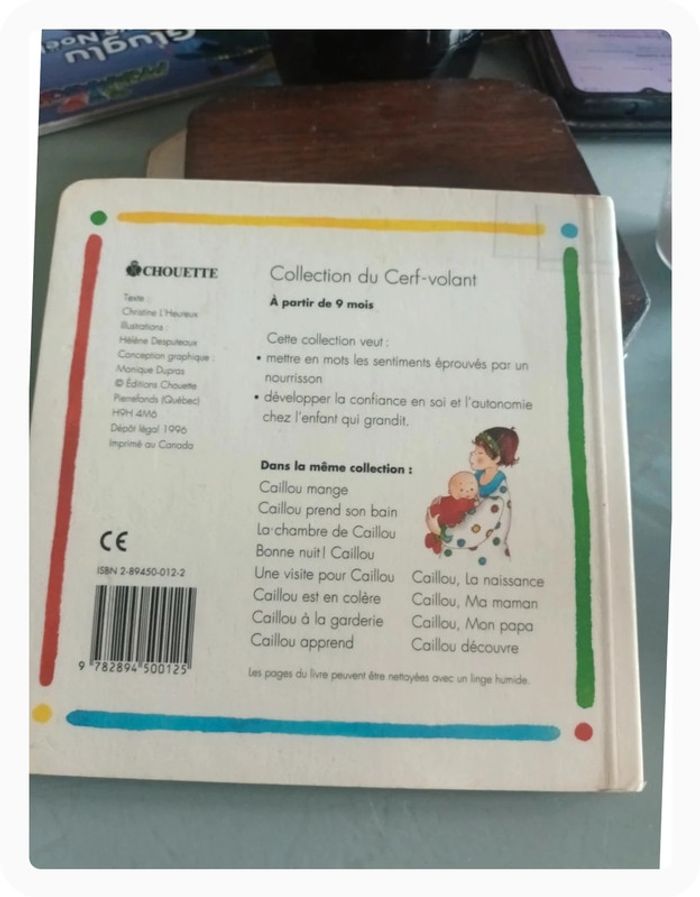 Gluglu
CHOUETTE
Texte :
Christine L'Heureux
Illustrations :
Hélène Desputeaux
Conception graphique :
Monique Dupras
© Éditions Chouette
Pierrefonds (Québec)
H9H 4M6
Dépôt légal 1996
Imprimé au Canada
CE
ISBN 2-89450-012-2
9 782894 500125
Collection du Cerf-volant
À partir de 9 mois
Cette collection veut :
• mettre en mots les sentiments éprouvés par un
nourrisson
• développer la confiance en soi et l'autonomie
chez l'enfant qui grandit.
Dans la même collection :
Caillou mange
Caillou prend son bain
La chambre de Caillou
Bonne nuit! Caillou
Une visite pour Caillou
Caillou est en colère
Caillou à la garderie
Caillou apprend
Caillou, La naissance
Caillou, Ma maman
Caillou, Mon papa
Caillou découvre
Les pages du livre peuvent être nettoyées avec un linge humide.